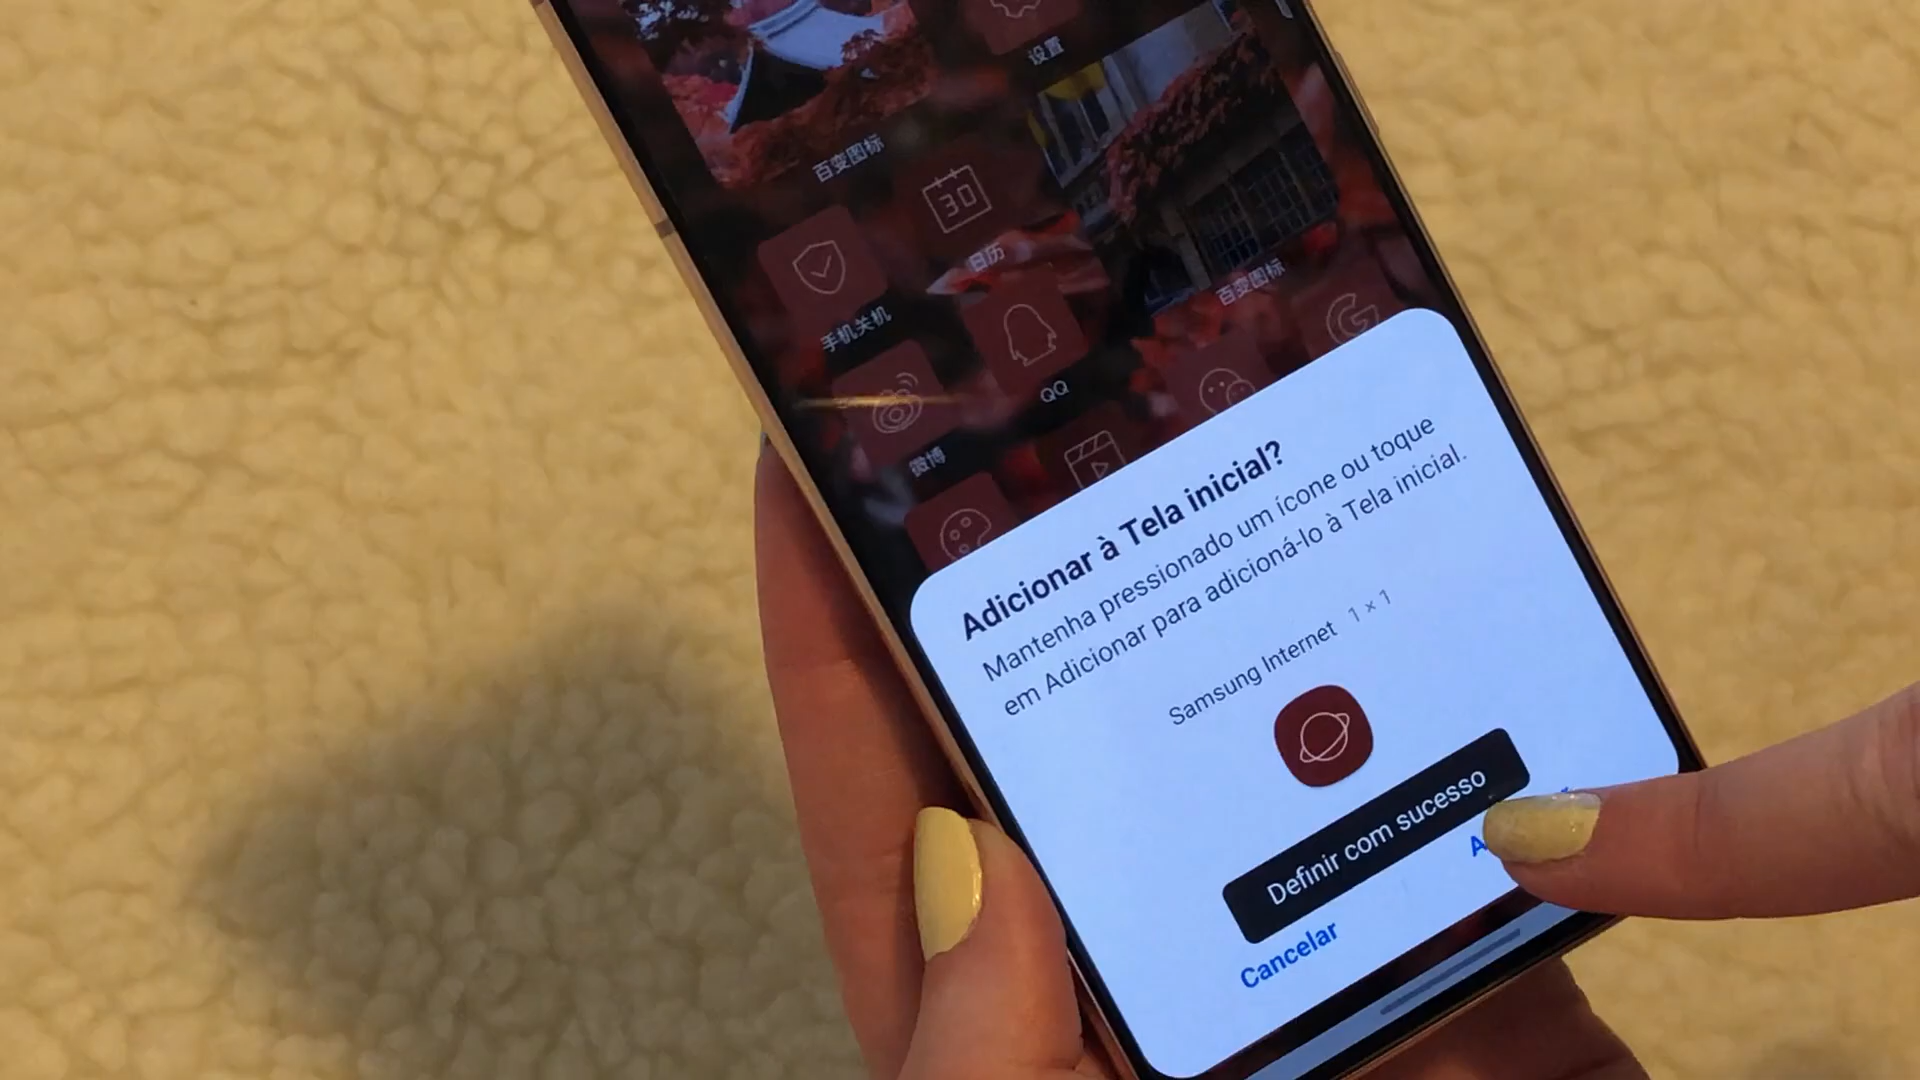 设置
百变图标
30
日历
百变图标
手机关机
QQ
微博
Adicionar à Tela inicial?
Mantenha pressionado um ícone ou toque
em Adicionar para adicioná-lo à Tela inicial.
Samsung Internet 1 × 1
Definir com sucesso
Cancelar